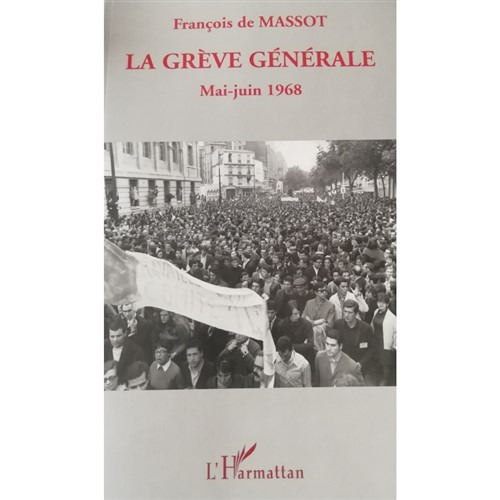 François de MASSOT
LA GRÈVE GÉNÉRALE
Mai-juin 1968
L'Harmattan